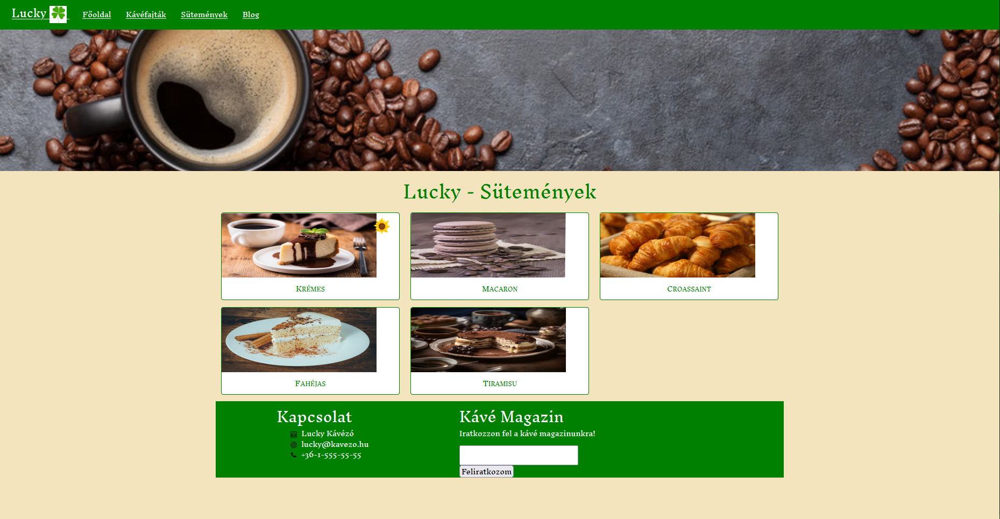 Lucky
Főoldal Kávéfajták Sütemények Blog
Lucky - Sütemények
Krémes
Macaron
Croassaint
Fahéjas
Tiramisu
Kapcsolat
Lucky Kávézó
lucky@kavezo.hu
+36-1-555-55-55
Kávé Magazin
Iratkozzon fel a kávé magazinunkra!
Feliratkozom